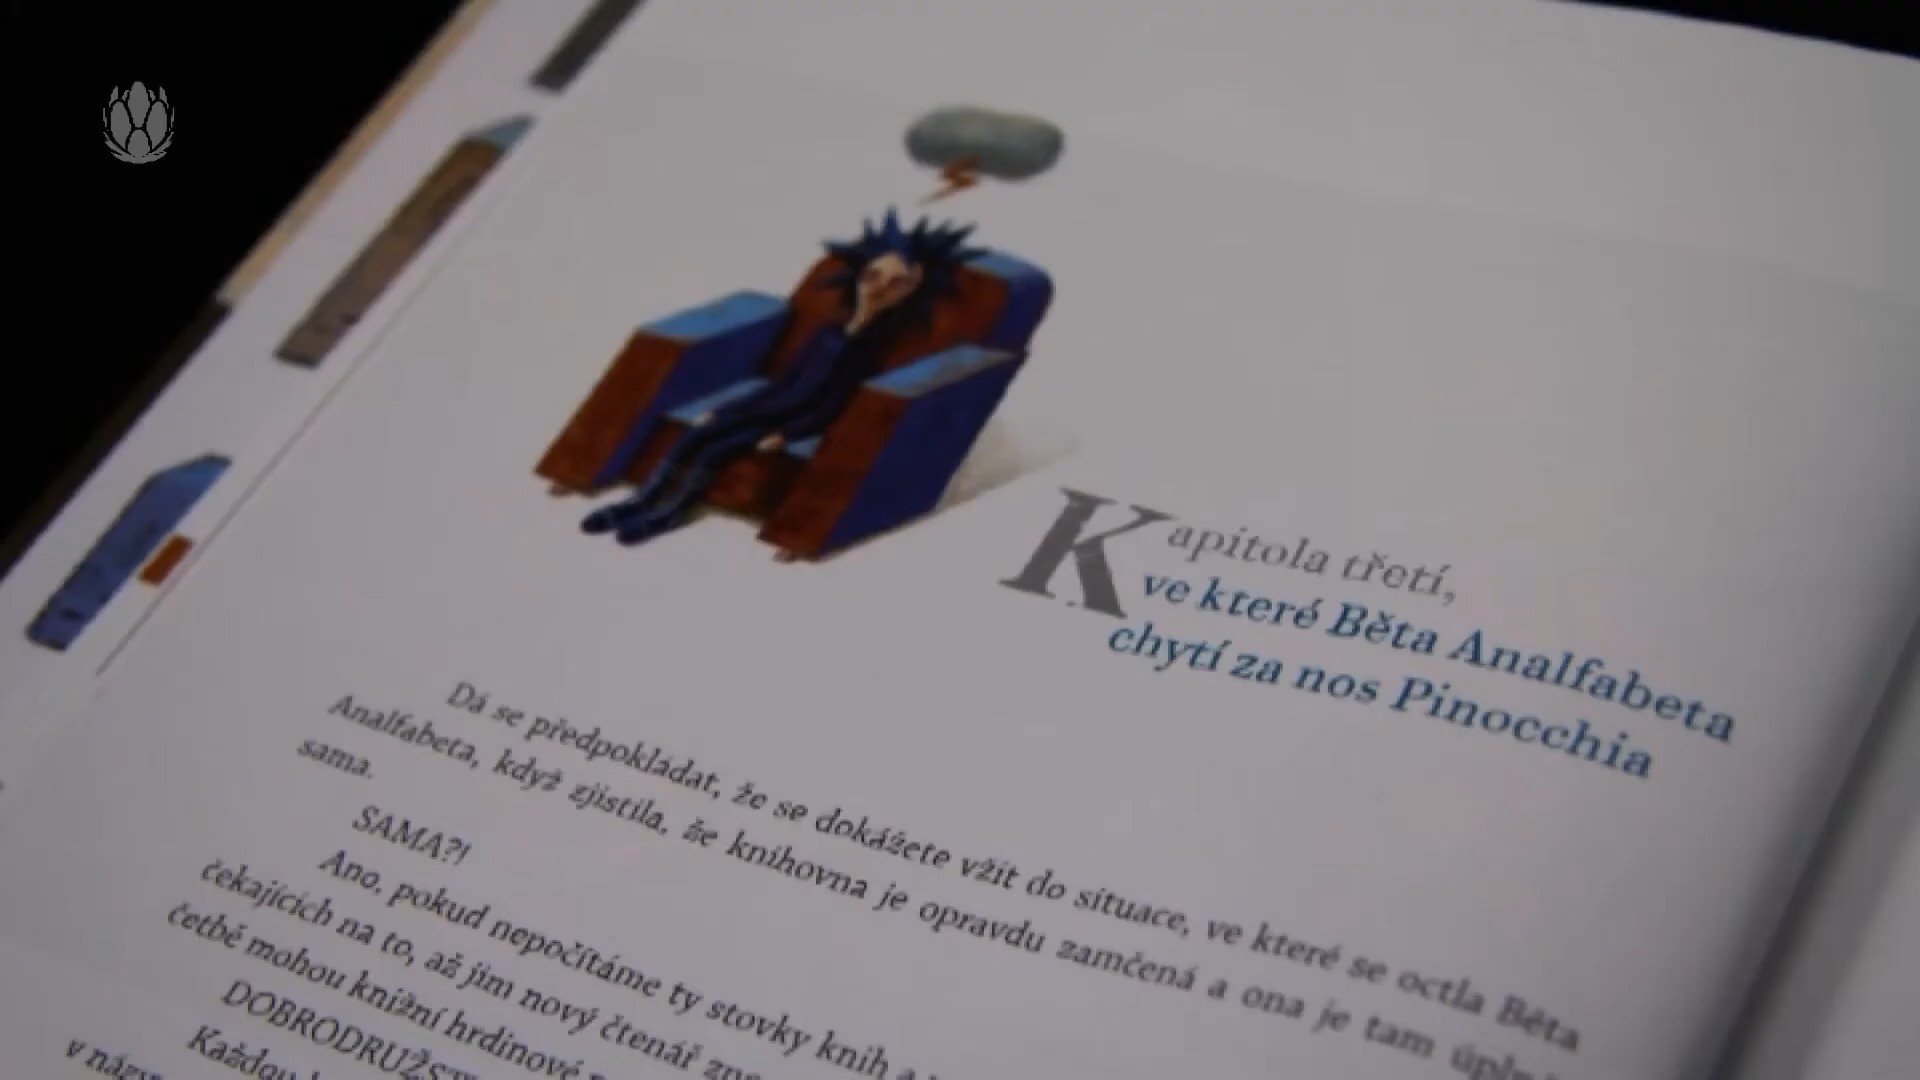 Kapitola třetí,
ve které Běta Analfabeta
chytí za nos Pinocchia
Dá se předpokládat, že se dokážete vžít do situace, ve které se octla Běta
Analfabeta, když zjistila, že knihovna je opravdu zamčená a ona je tam
sama.
SAMA?!
Ano, pokud nepočítáme ty stovky knih a
čekajících na to, až jim nový čtenář
četbě mohou knižní hrdinové
Každou
v názvu